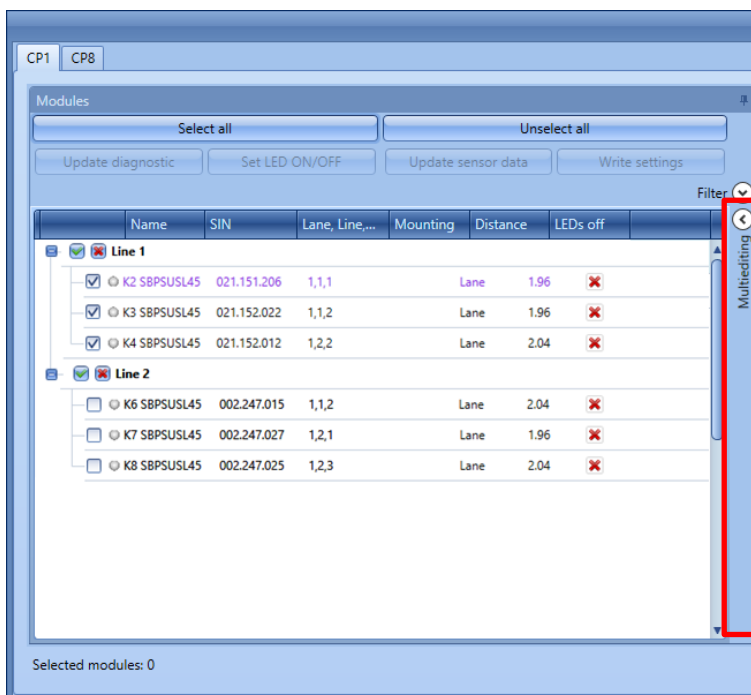 CP1 CP8
Modules
Select all Unselect all
Update diagnostic Set LED ON/OFF Update sensor data Write settings
Filter
Name SIN Lane, Line,... Mounting Distance LEDs off
Line 1
K2 SBPSUSL45 021.151.206 1,1,1 Lane 1.96
K3 SBPSUSL45 021.152.022 1,1,2 Lane 1.96
K4 SBPSUSL45 021.152.012 1,2,2 Lane 2.04
Line 2
K6 SBPSUSL45 002.247.015 1,1,2 Lane 2.04
K7 SBPSUSL45 002.247.027 1,2,1 Lane 1.96
K8 SBPSUSL45 002.247.025 1,2,3 Lane 2.04
Multiediting
Selected modules: 0